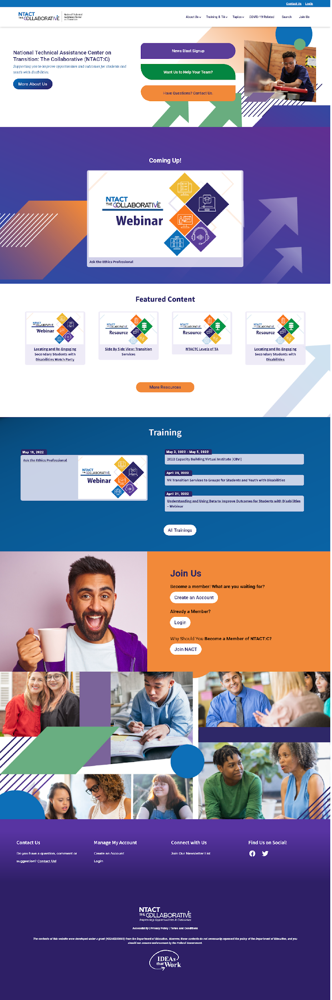 Contact Us | Login
NTACT
THE COLLABORATIVE
National Technical
Assistance Center
on Transition
About Us
Training & TA
Topics
COVID-19 Related
Search
Join Us
National Technical Assistance Center on
Transition: The Collaborative (NTACT:C)
Supporting you to improve opportunities and outcomes for students and
youth with disabilities.
More About Us
News Blast Signup
Want Us to Help Your Team?
Have Questions? Contact Us.
Coming Up!
NTACT
THE COLLABORATIVE
Webinar
Ask the Ethics Professional
Featured Content
NTACT
THE COLLABORATIVE
Webinar
Locating and Re-Engaging
Secondary Students with
Disabilities Watch Party
NTACT
THE COLLABORATIVE
Resource
Side By Side View: Transition
Services
NTACT
THE COLLABORATIVE
Resource
NTACTC Levels of TA
NTACT
THE COLLABORATIVE
Resource
Locating and Re-Engaging
Secondary Students with
Disabilities
More Resources
Training
May 19, 2022
Ask the Ethics Professional
NTACT
THE COLLABORATIVE
Webinar
May 3, 2022 - May 5, 2022
2022 Capacity Building Virtual Institute (CBVI)
April 25, 2022
VR Transition Services to Groups for Students and Youth with Disabilities
April 21, 2022
Understanding and Using Data to Improve Outcomes for Students with Disabilities
– Webinar
All Trainings
Join Us
Become a member! What are you waiting for?
Create an Account
Already a Member?
Login
Why Should You Become a Member of NTACT:C?
Join NACT
Contact Us
Do you have a question, comment or
suggestion? Contact Us!
Manage My Account
Create an Account
Login
Connect with Us
Join Our Newsletter List
Find Us on Social!
NTACT
THE COLLABORATIVE
Improving Opportunities & Outcomes
Accessibility | Privacy Policy | Terms and Conditions
The contents of this website were developed under a grant (H326E200003) from the Department of Education. However, those contents do not necessarily represent the policy of the Department of Education, and you
should not assume endorsement by the Federal Government.
IDEAs
that Work